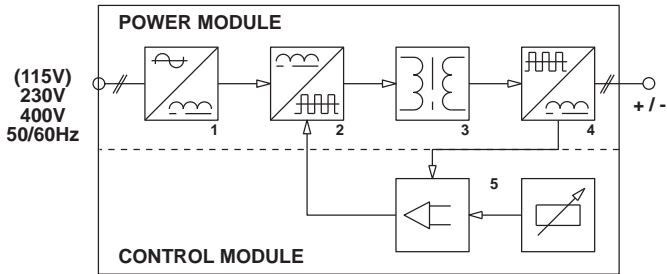 POWER MODULE
(115V)
230V
400V
50/60Hz
1
2
3
4
+ / -
5
CONTROL MODULE